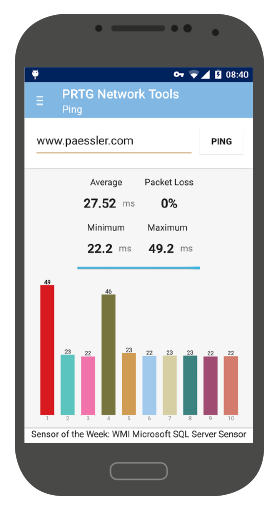 08:40
PRTG Network Tools
Ping
www.paessler.com PING
Average Packet Loss
27.52 ms 0%
Minimum Maximum
22.2 ms 49.2 ms
49
46
23 22 23 22 22 22 22 22
1 2 3 4 5 6 7 8 9 10
Sensor of the Week: WMI Microsoft SQL Server Sensor